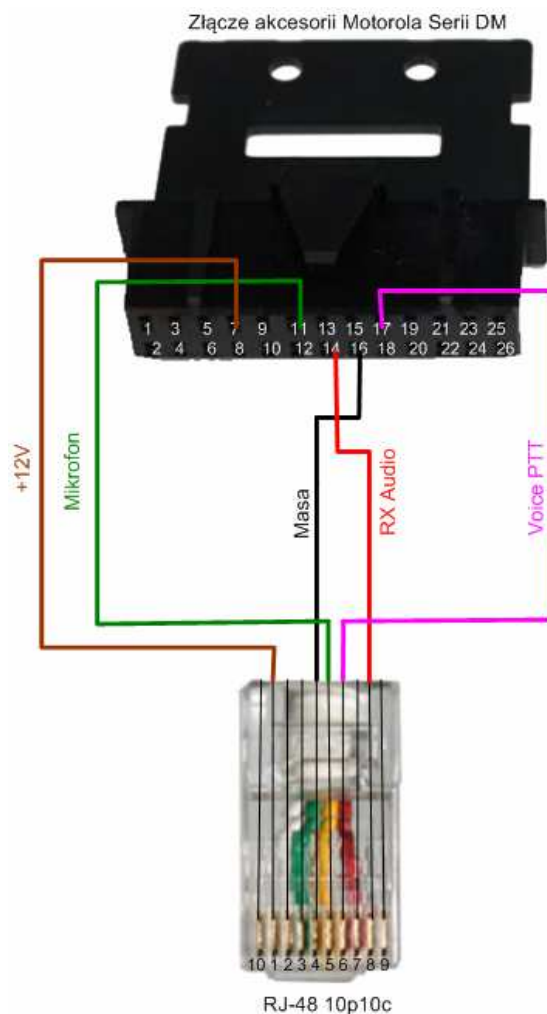 Złącze akcesorii Motorola Serii DM
1 3 5 7 9 11 13 15 17 19 21 23 25
2 4 6 8 10 12 14 16 18 20 22 24 26
+12V
Mikrofon
Masa
RX Audio
Voice PTT
10 1 2 3 4 5 6 7 8 9
RJ-48 10p10c